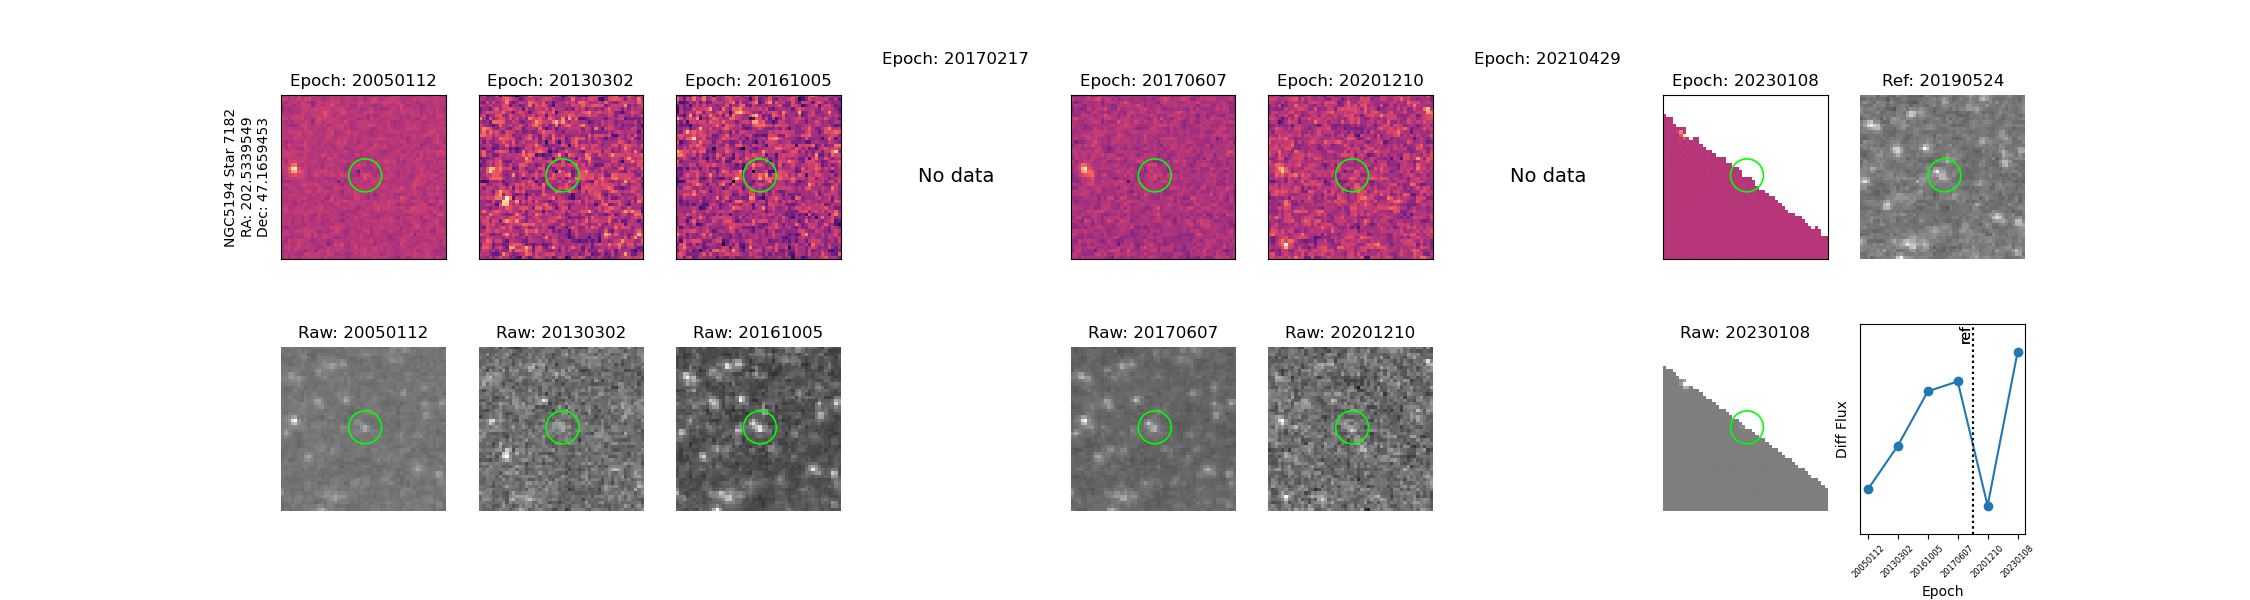 Epoch: 20170217
Epoch: 20210429
Epoch: 20050112
Epoch: 20130302
Epoch: 20161005
Epoch: 20170607
Epoch: 20201210
Epoch: 20230108
Ref: 20190524
NGC5194 Star 7182
RA: 202.5339549
Dec: 47.1659453
No data
No data
Raw: 20050112
Raw: 20130302
Raw: 20161005
Raw: 20170607
Raw: 20201210
Raw: 20230108
ref
Diff Flux
20050112
20130302
20161005
20170607
20201210
20230108
Epoch